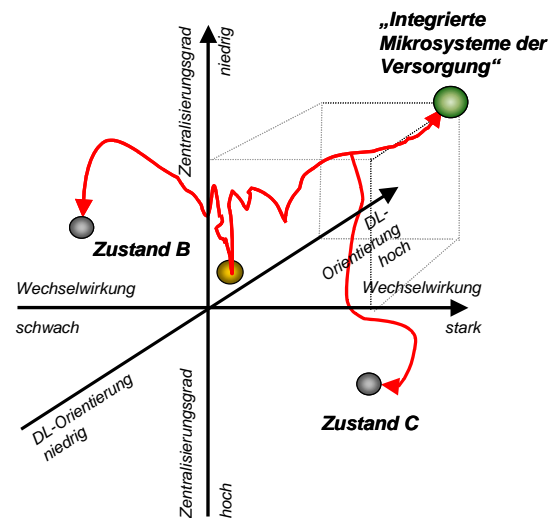 „Integrierte
Mikrosysteme der
Versorgung“
Zentralisierungsgrad
niedrig
Zustand B
DL-
Orientierung
hoch
Wechselwirkung
schwach
Wechselwirkung
stark
DL-Orientierung
niedrig
Zustand C
Zentralisierungsgrad
hoch